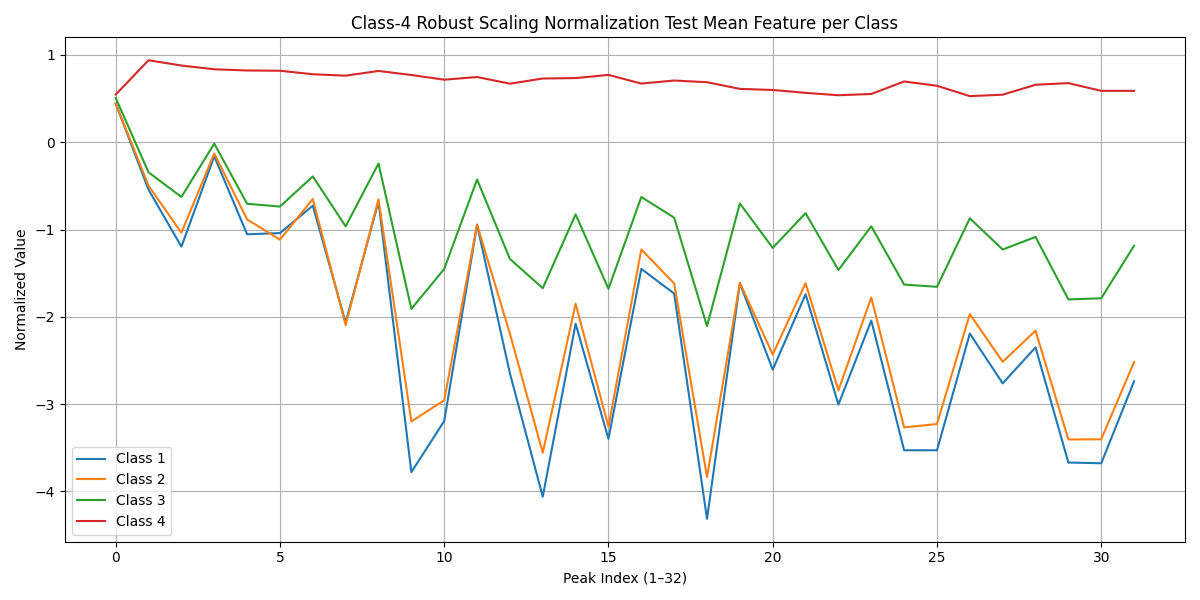 Class-4 Robust Scaling Normalization Test Mean Feature per Class
Normalized Value
1
0
−1
−2
−3
−4
Class 1
Class 2
Class 3
Class 4
0 5 10 15 20 25 30
Peak Index (1–32)